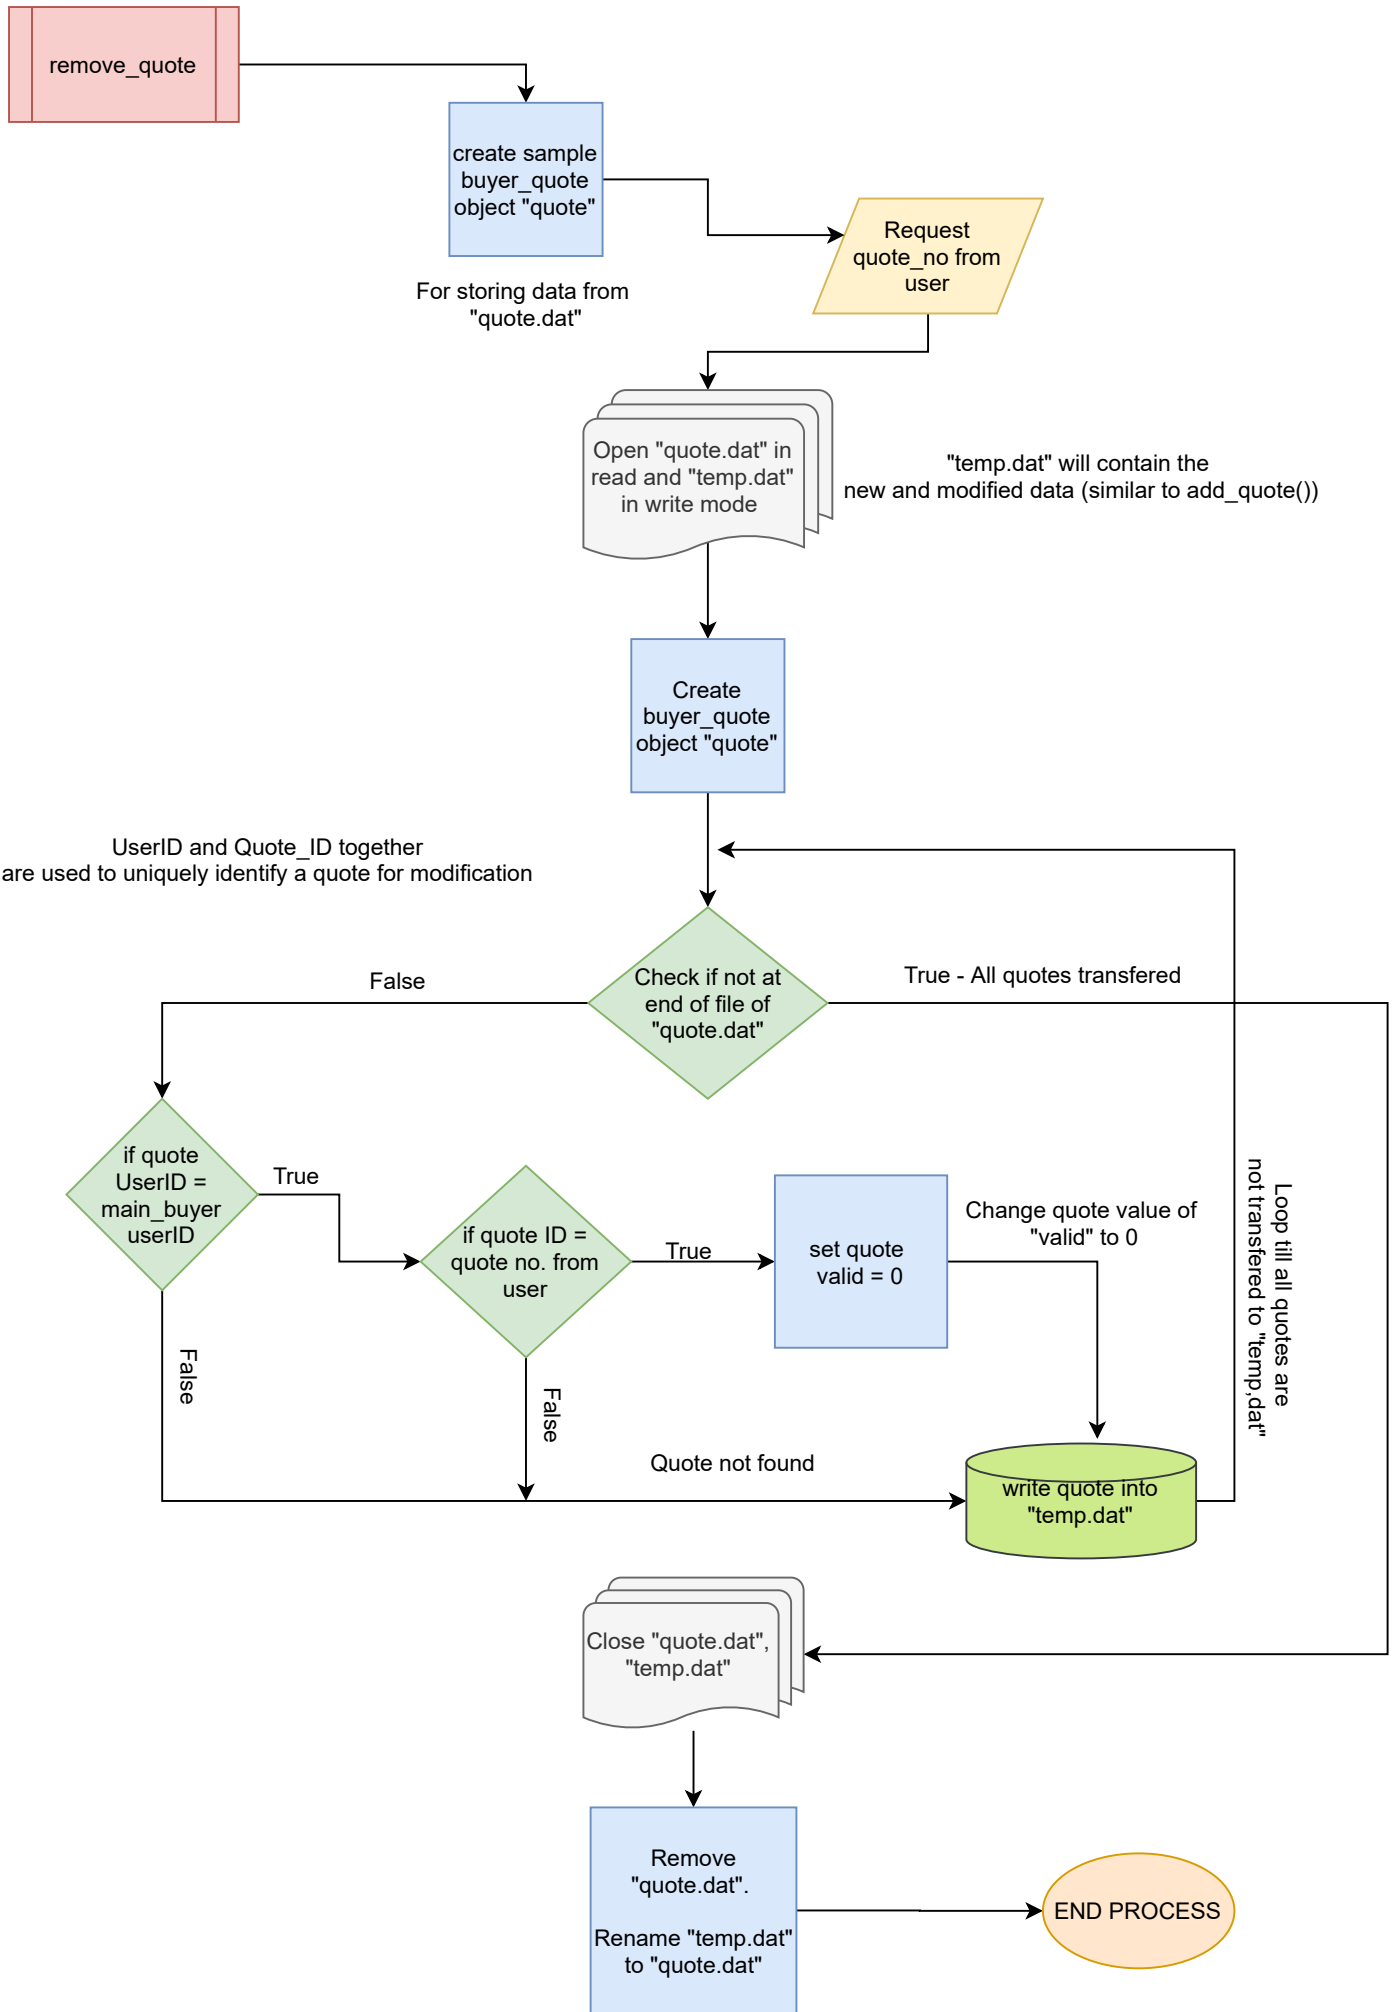 remove_quote
create sample
buyer_quote
object "quote"
For storing data from
"quote.dat"
Request
quote_no from
user
Open "quote.dat" in
read and "temp.dat"
in write mode
"temp.dat" will contain the
new and modified data (similar to add_quote())
Create
buyer_quote
object "quote"
UserID and Quote_ID together
are used to uniquely identify a quote for modification
Check if not at
end of file of
"quote.dat"
False
True - All quotes transfered
if quote
UserID =
main_buyer
userID
True
if quote ID =
quote no. from
user
True
set quote
valid = 0
Change quote value of
"valid" to 0
Loop till all quotes are
not transfered to "temp,dat"
False
False
Quote not found
write quote into
"temp.dat"
Close "quote.dat",
"temp.dat"
Remove
"quote.dat".
Rename "temp.dat"
to "quote.dat"
END PROCESS